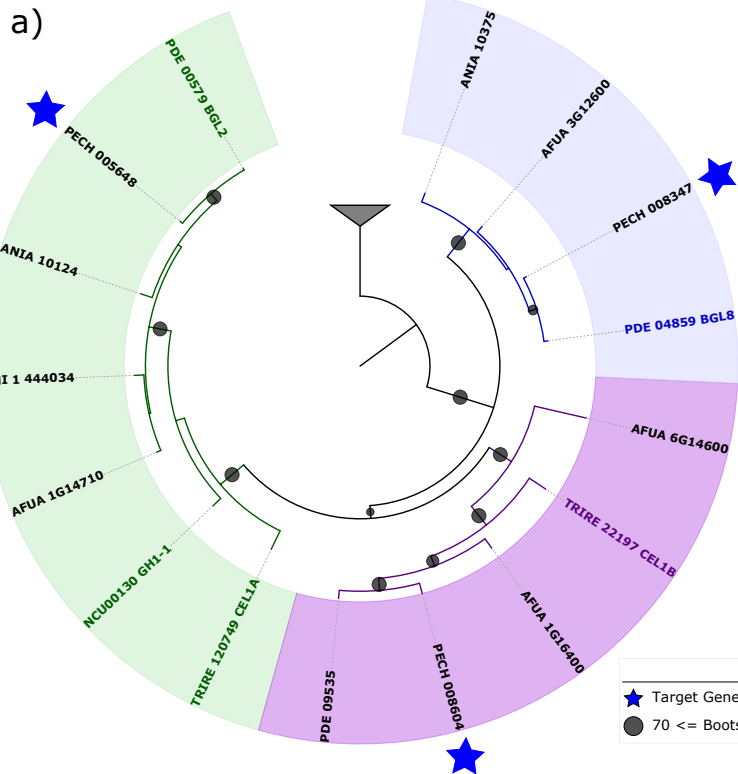 a)
ANIA 10375
AFUA 3G12600
PECH 008347
PDE 04859 BGL8
AFUA 6G14600
TRIRE 22197 CEL1B
AFUA 1G16400
PECH 008604
PDE 09535
TRIRE 120749 CEL1A
NCU00130 GH1-1
AFUA 1G14710
1 444034
ANIA 10124
PECH 005648
PDE 00579 BGL2
Target Gene
70 <= Boots